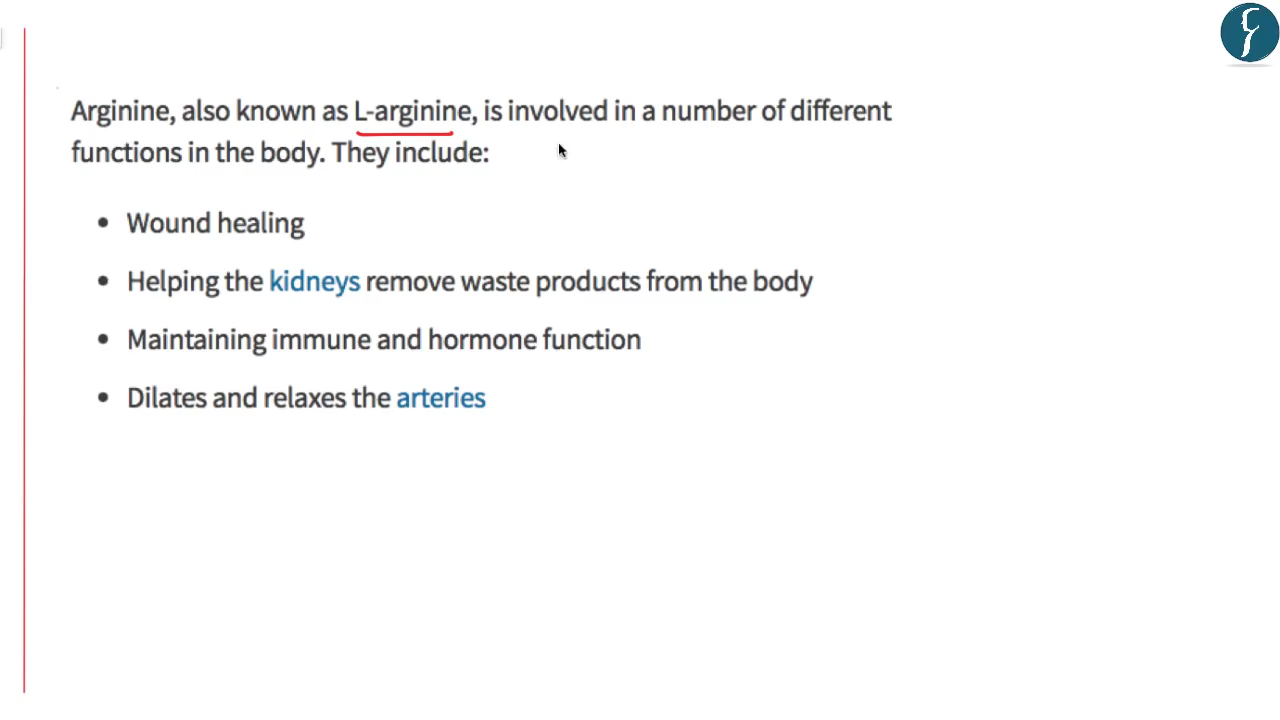 Arginine, also known as L-arginine, is involved in a number of different
functions in the body. They include:
• Wound healing
• Helping the kidneys remove waste products from the body
• Maintaining immune and hormone function
• Dilates and relaxes the arteries